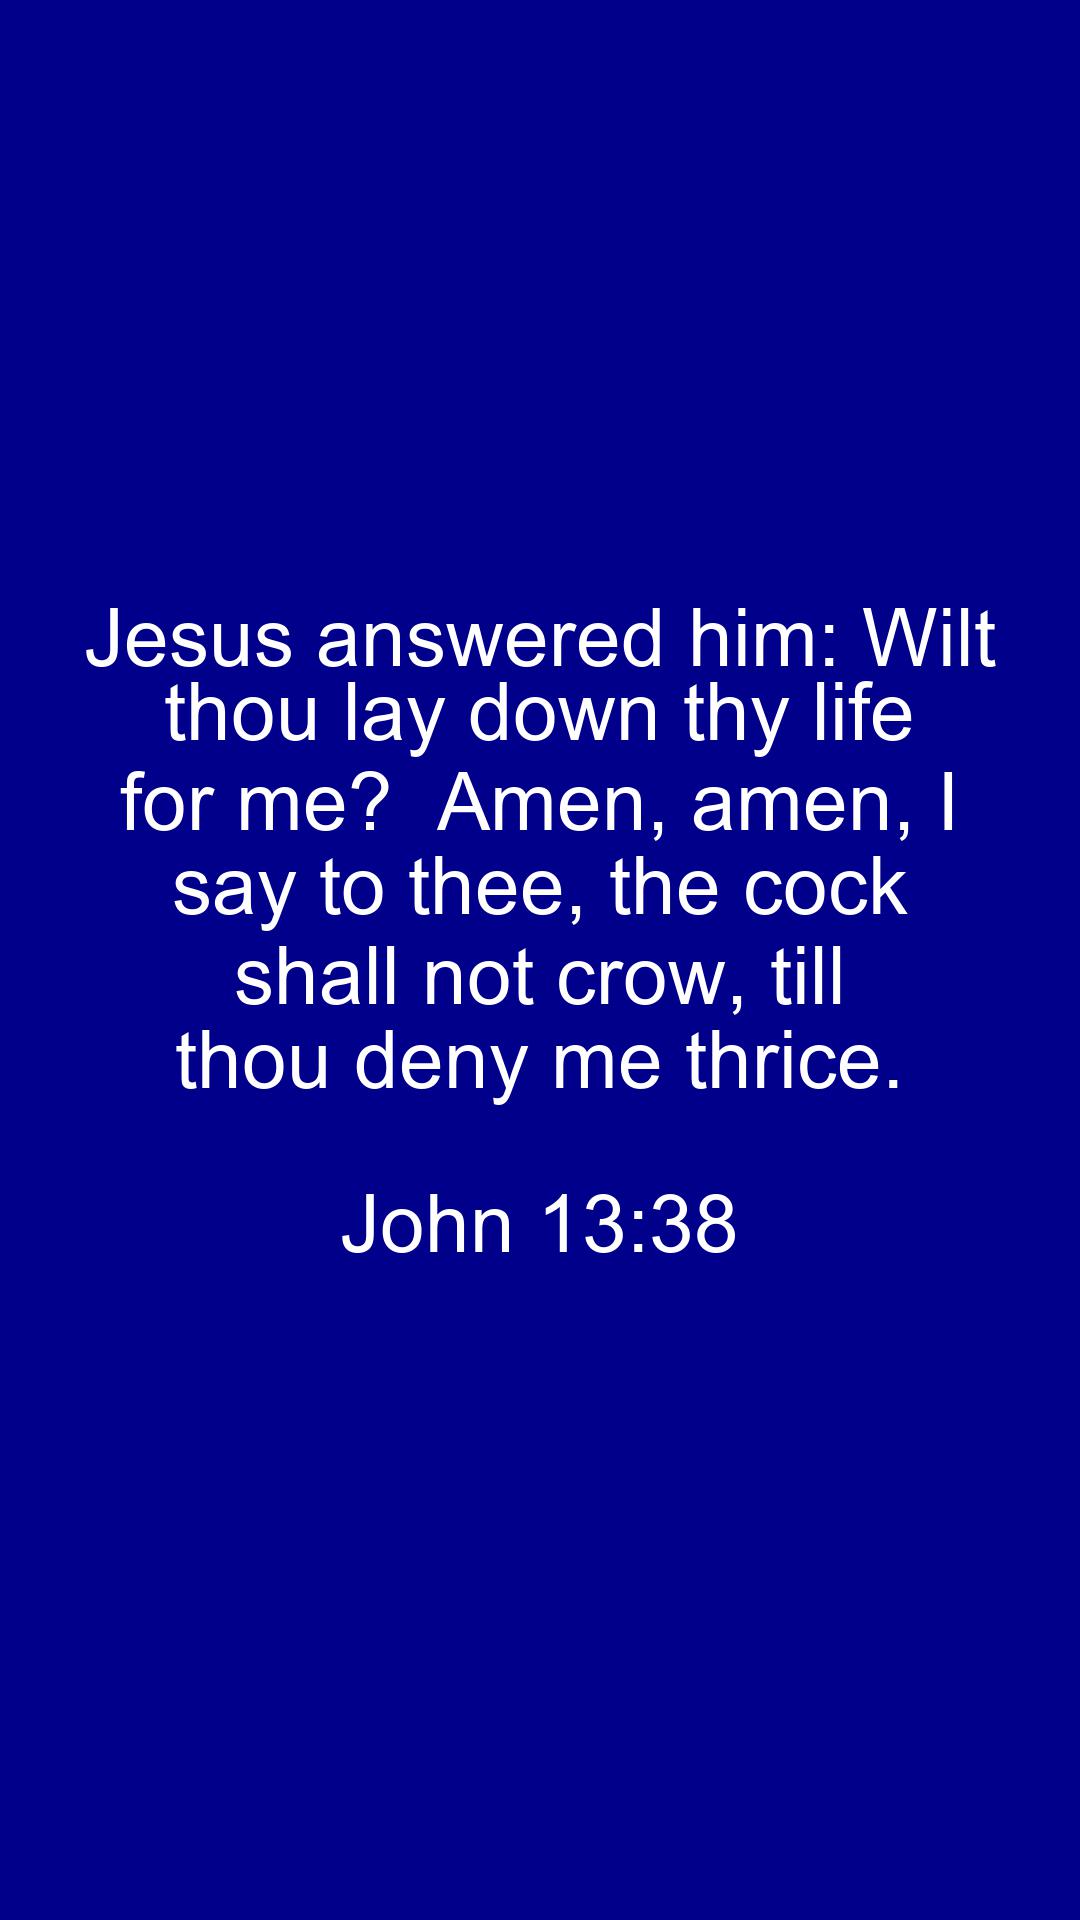 Jesus answered him: Wilt
thou lay down thy life
for me?  Amen, amen, I
say to thee, the cock
shall not crow, till
thou deny me thrice.
John 13:38